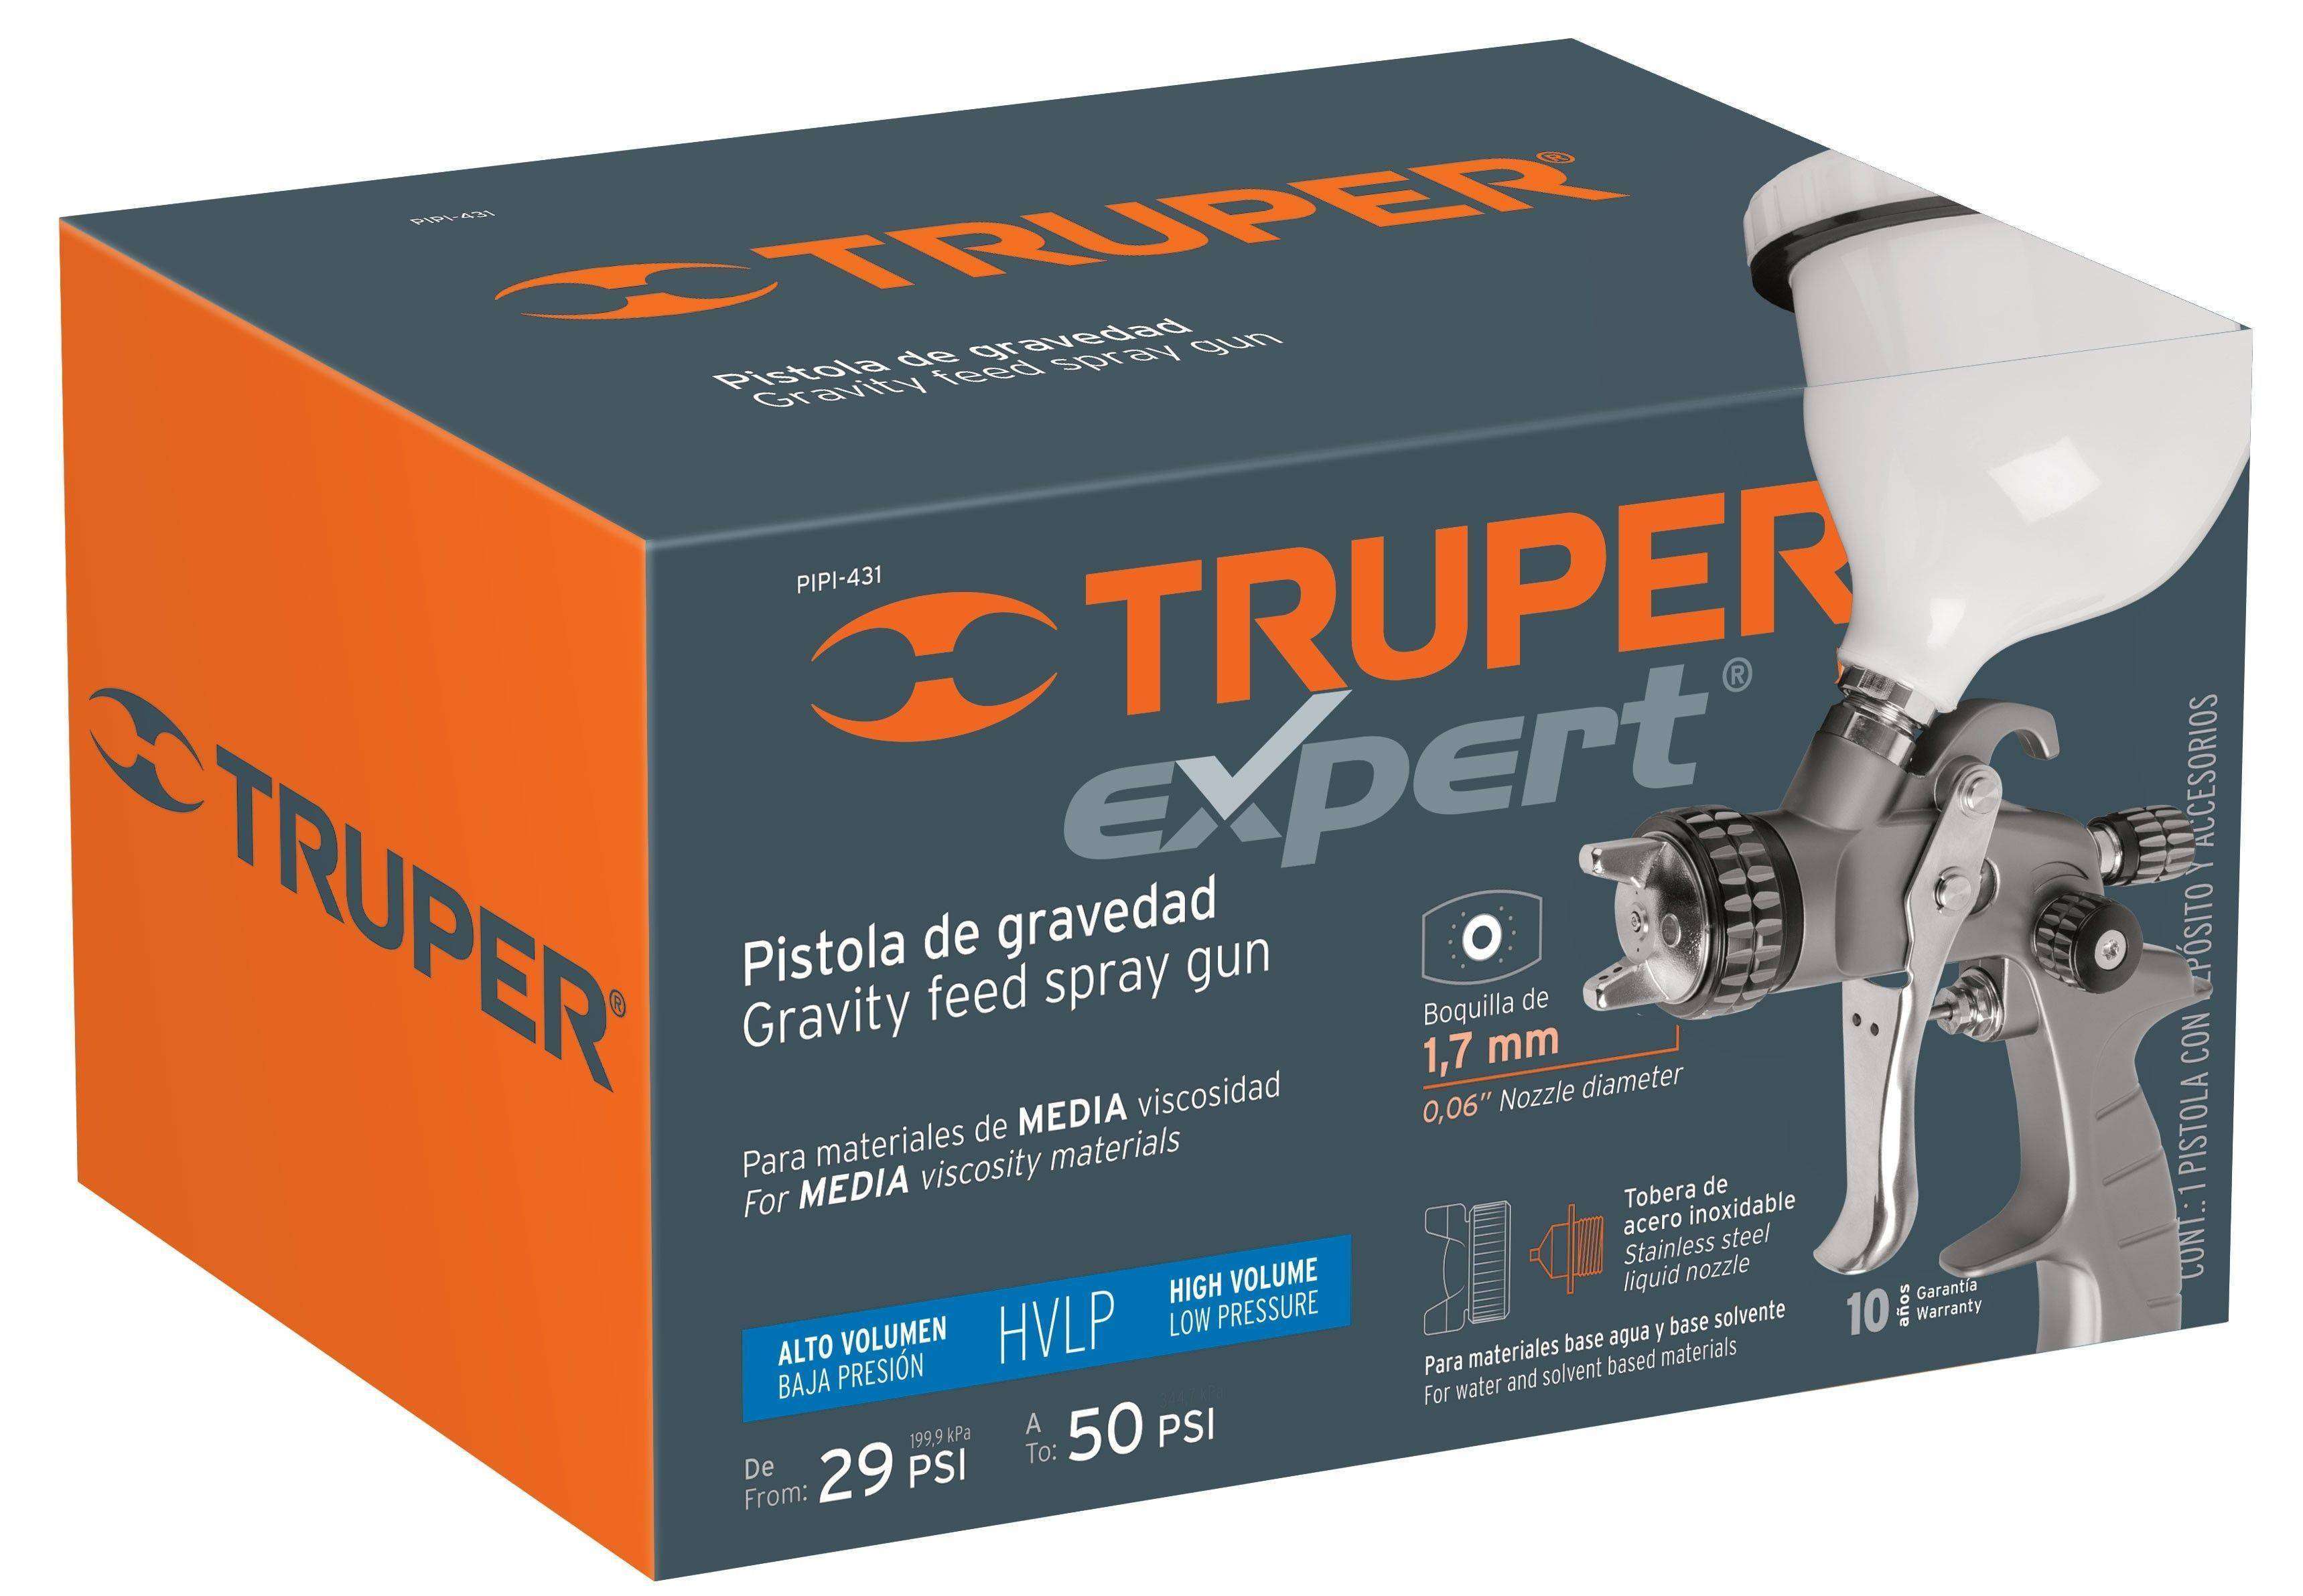 PIPI-431
TRUPER®
Pistola de gravedad
Gravity feed spray gun
TRUPER®
PIPI-431
TRUPER
expert®
Pistola de gravedad
Gravity feed spray gun
Para materiales de MEDIA viscosidad
For MEDIA viscosity materials
ALTO VOLUMEN
BAJA PRESIÓN
HVLP
HIGH VOLUME
LOW PRESSURE
De
From:
29
199,9 kPa
PSI
A
To:
50 PSI
Boquilla de
1,7 mm
0,06” Nozzle diameter
Tobera de
acero inoxidable
Stainless steel
liquid nozzle
Para materiales base agua y base solvente
For water and solvent based materials
10 años
Garantía
Warranty
CONT.: 1 PISTOLA CON Y ACCESORIOS